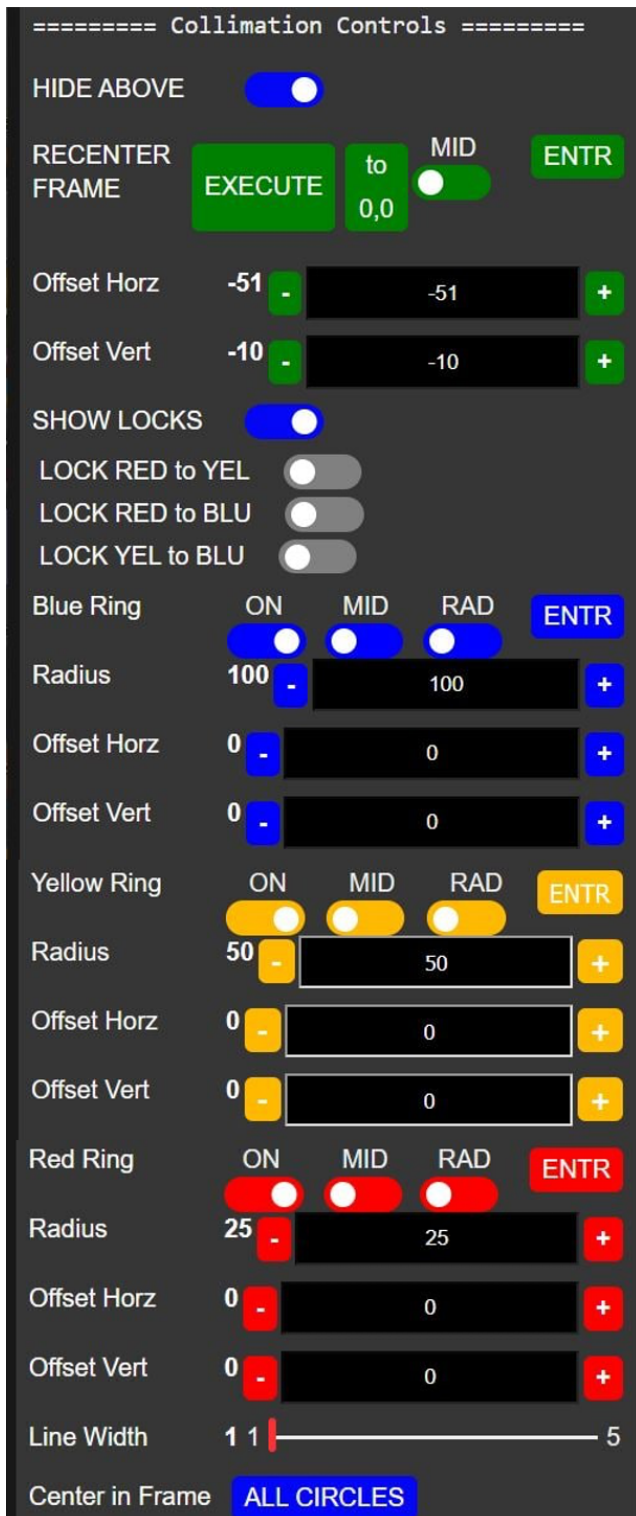 ========= Collimation Controls =========
HIDE ABOVE
RECENTER FRAME EXECUTE to 0,0 MID ENTR
Offset Horz -51 - -51 +
Offset Vert -10 - -10 +
SHOW LOCKS
LOCK RED to YEL
LOCK RED to BLU
LOCK YEL to BLU
Blue Ring ON MID RAD ENTR
Radius 100 - 100 +
Offset Horz 0 - 0 +
Offset Vert 0 - 0 +
Yellow Ring ON MID RAD ENTR
Radius 50 - 50 +
Offset Horz 0 - 0 +
Offset Vert 0 - 0 +
Red Ring ON MID RAD ENTR
Radius 25 - 25 +
Offset Horz 0 - 0 +
Offset Vert 0 - 0 +
Line Width 1 1 5
Center in Frame ALL CIRCLES